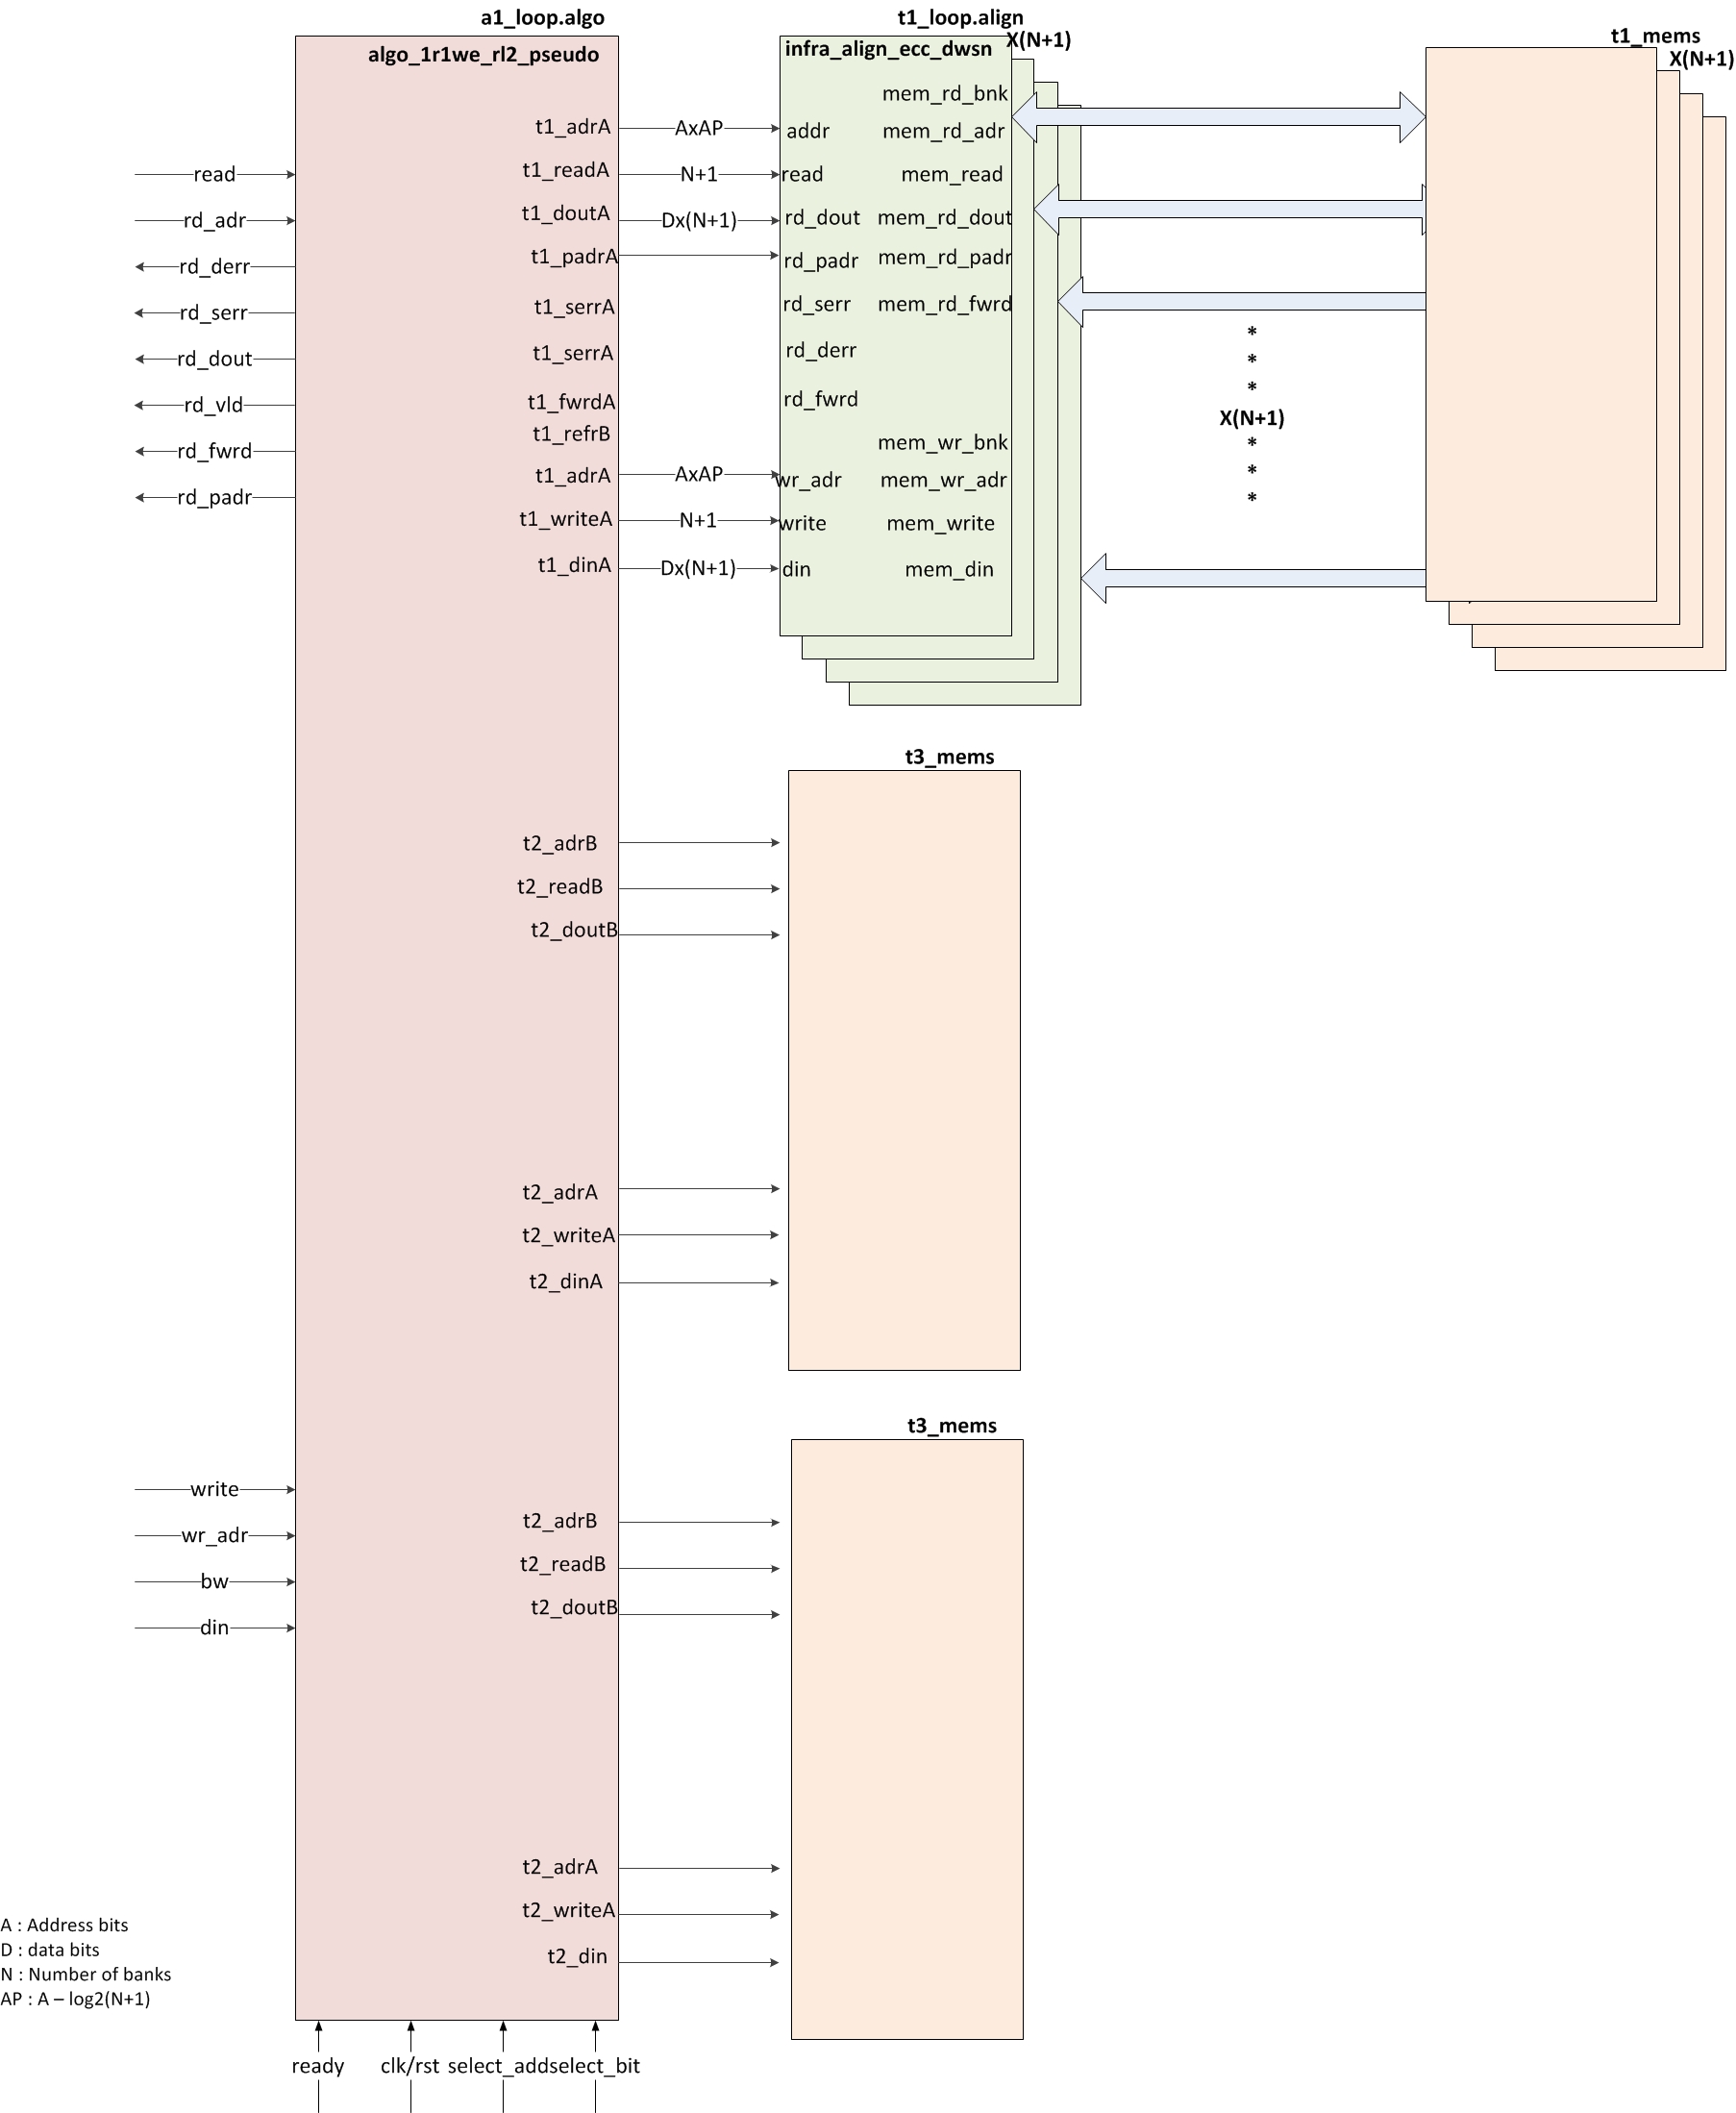 a1_loop.algo
algo_1r1we_rl2_pseudo
t1_loop.align
infra_align_ecc_dwsn
X(N+1)
t1_mems
X(N+1)
read
rd_adr
rd_derr
rd_serr
rd_dout
rd_vld
rd_fwrd
rd_padr
t1_adrA
t1_readA
t1_doutA
t1_padrA
t1_serrA
t1_serrA
t1_fwrdA
t1_refrB
t1_adrA
t1_writeA
t1_dinA
AxAP
N+1
Dx(N+1)
AxAP
N+1
Dx(N+1)
addr
read
rd_dout
rd_padr
rd_serr
rd_derr
rd_fwrd
wr_adr
write
din
mem_rd_bnk
mem_rd_adr
mem_read
mem_rd_dout
mem_rd_padr
mem_rd_fwrd
mem_wr_bnk
mem_wr_adr
mem_write
mem_din
*
*
*
X(N+1)
*
*
*
t3_mems
t2_adrB
t2_readB
t2_doutB
t2_adrA
t2_writeA
t2_dinA
t3_mems
write
wr_adr
bw
din
t2_adrB
t2_readB
t2_doutB
t2_adrA
t2_writeA
t2_din
A : Address bits
D : data bits
N : Number of banks
AP : A – log2(N+1)
ready
clk/rst
select_add
select_bit